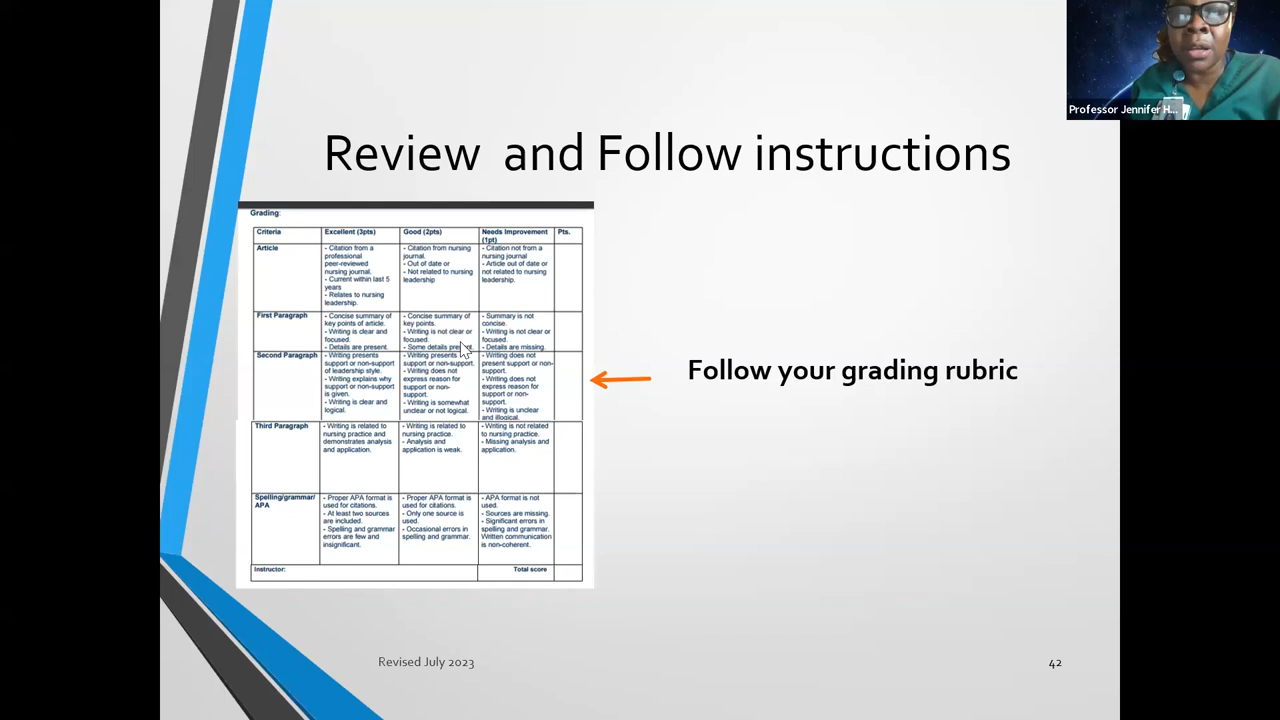 Professor Jennifer H...
Review and Follow instructions
Grading:
Criteria
Excellent (3pts)
Good (2pts)
Needs Improvement
(1pt)
Pts.
Article
- Citation from a
professional
peer-reviewed
nursing journal.
- Current within last 5
years
- Relates to nursing
leadership.
- Citation from nursing
journal.
- Out of date or
- Not related to nursing
leadership
- Citation not from a
nursing journal
- Article out of date or
not related to nursing
leadership.
First Paragraph
- Concise summary of
key points of article.
- Writing is clear and
focused.
- Details are present.
- Concise summary of
key points.
- Writing is not clear or
focused.
- Some details present.
- Summary is not
concise.
- Writing is not clear or
focused.
- Details are missing.
Second Paragraph
- Writing presents
support or non-support
of leadership style.
- Writing explains why
support or non-support
is given.
- Writing is clear and
logical.
- Writing presents
support or non-support.
- Writing does not
express reason for
support or non-
support.
- Writing is somewhat
unclear or not logical.
- Writing does not
present support or non-
support.
- Writing does not
express reason for
support or non-
support.
- Writing is unclear
and illogical.
Third Paragraph
- Writing is related to
nursing practice and
demonstrates analysis
and application.
- Writing is related to
nursing practice.
- Analysis and
application is weak.
- Writing is not related
to nursing practice.
- Missing analysis and
application.
Spelling/grammar/
APA
- Proper APA format is
used for citations.
- At least two sources
are included.
- Spelling and grammar
errors are few and
insignificant.
- Proper APA format is
used for citations.
- Only one source is
used.
- Occasional errors in
spelling and grammar.
- APA format is not
used.
- Sources are missing.
- Significant errors in
spelling and grammar.
Written communication
is non-coherent.
Instructor:
Total score
Follow your grading rubric
Revised July 2023
42